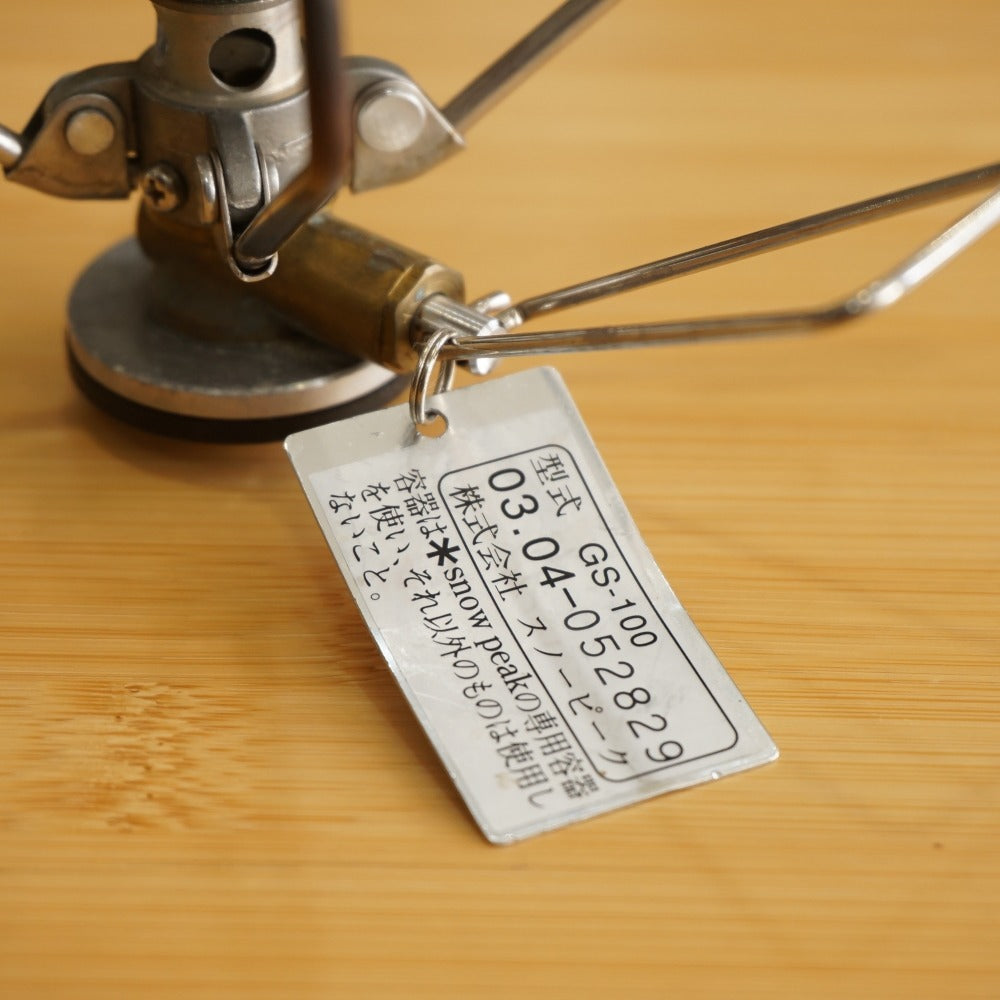 型式 GS-100
03.04-052829
株式会社 スノーピーク
容器は*snow peakの専用容器
を使い、それ以外のものは使用し
ないこと。